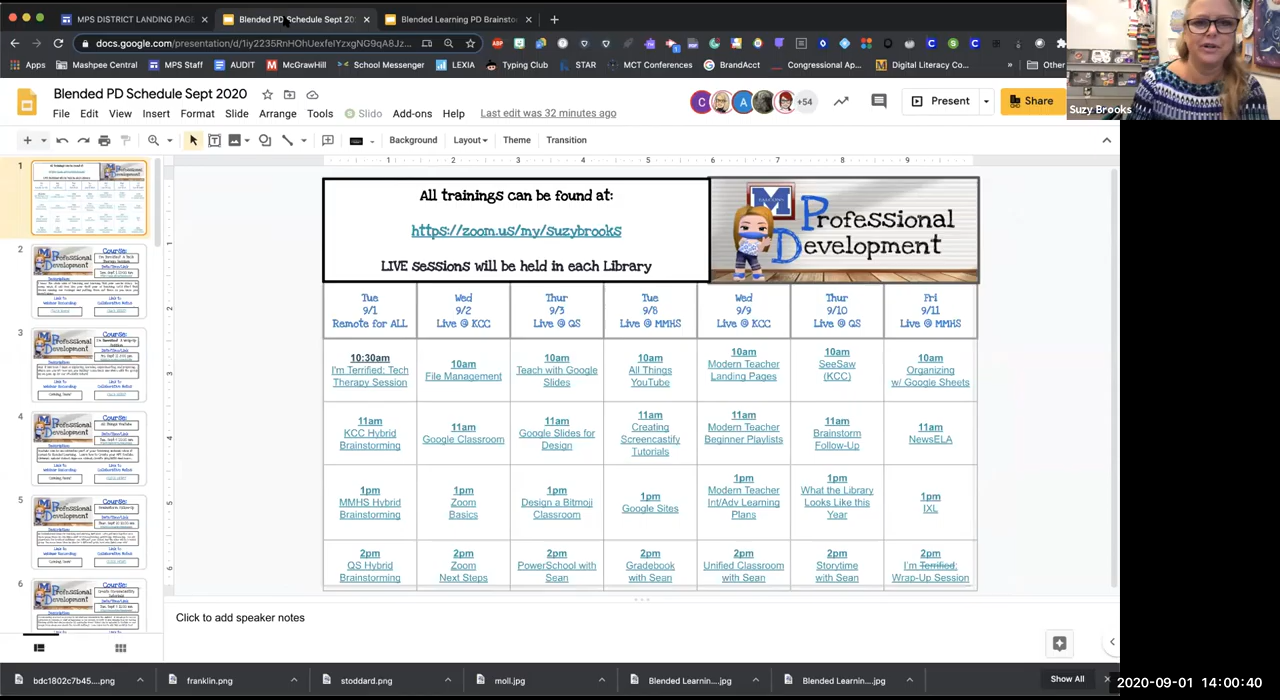 MPS DISTRICT LANDING PAG
Blended PD Schedule Sept 202
Blended Learning PD Brainsto
docs.google.com/presentation/d/1iy2235RnHOhUexfelYzxgNG9qA8Jz...
Apps
Mashpee Central
MPS Staff
AUDIT
McGrawHill
School Messenger
LEXIA
Typing Club
STAR
MCT Conferences
BrandAcct
Congressional Ap...
Digital Literacy Co...
»
Other
Blended PD Schedule Sept 2020
File Edit View Insert Format Slide Arrange Tools Slido Add-ons Help
Last edit was 32 minutes ago
+54
Present
Share
Suzy Brooks
Background
Layout
Theme
Transition
All trainings can be found at:
https://zoom.us/my/suzybrooks
LIVE sessions will be held in each Library
Professional
Development
Tue
9/1
Remote for ALL
Wed
9/2
Live @ KCC
Thur
9/3
Live @ QS
Tue
9/8
Live @ MMHS
Wed
9/9
Live @ KCC
Thur
9/10
Live @ QS
Fri
9/11
Live @ MMHS
10:30am
I'm Terrified: Tech
Therapy Session
10am
File Management
10am
Teach with Google
Slides
10am
All Things
YouTube
10am
Modern Teacher
Landing Pages
10am
SeeSaw
(KCC)
10am
Organizing
w/ Google Sheets
11am
KCC Hybrid
Brainstorming
11am
Google Classroom
11am
Google Slides for
Design
11am
Creating
Screencastify
Tutorials
11am
Modern Teacher
Beginner Playlists
11am
Brainstorm
Follow-Up
11am
NewsELA
1pm
MMHS Hybrid
Brainstorming
1pm
Zoom
Basics
1pm
Design a Bitmoji
Classroom
1pm
Google Sites
1pm
Modern Teacher
Int/Adv Learning
Plans
1pm
What the Library
Looks Like this
Year
1pm
IXL
2pm
QS Hybrid
Brainstorming
2pm
Zoom
Next Steps
2pm
PowerSchool with
Sean
2pm
Gradebook
with Sean
2pm
Unified Classroom
with Sean
2pm
Storytime
with Sean
2pm
I'm Terrified:
Wrap-Up Session
Click to add speaker notes
bdc1802c7b45....png
franklin.png
stoddard.png
moll.jpg
Blended Learnin....jpg
Blended Learnin....jpg
Show All
2020-09-01 14:00:40